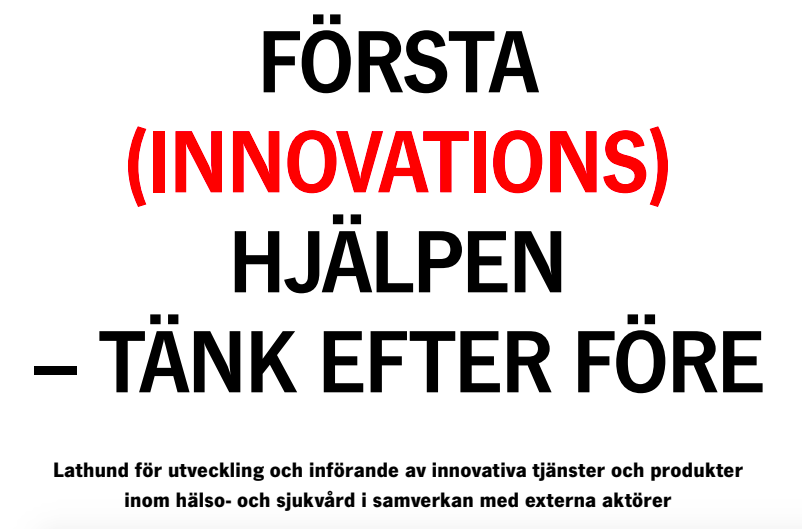 FÖRSTA
(INNOVATIONS)
HJÄLPEN
– TÄNK EFTER FÖRE
Lathund för utveckling och införande av innovativa tjänster och produkter
inom hälso- och sjukvård i samverkan med externa aktörer